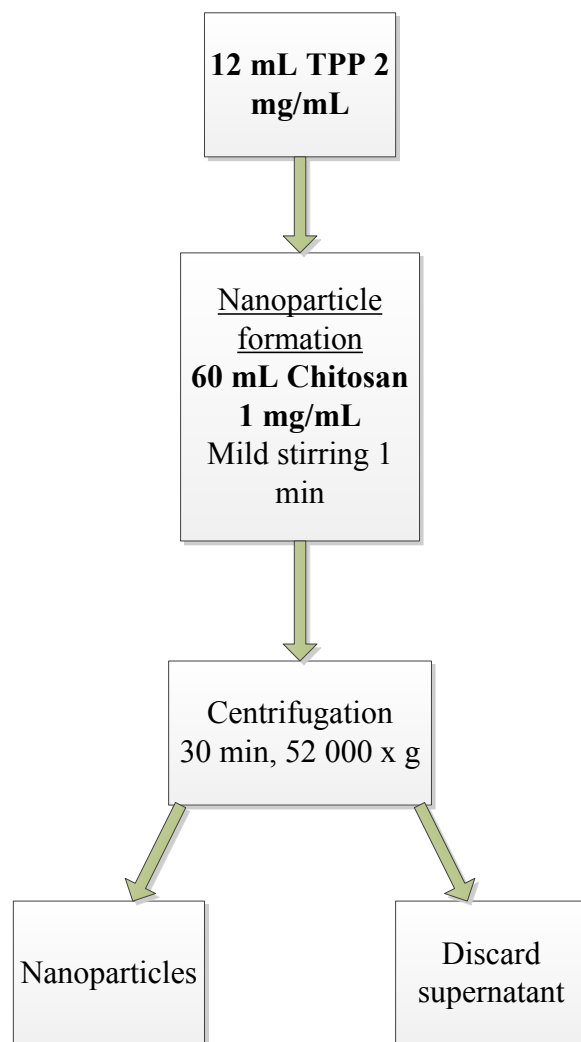 12 mL TPP 2
mg/mL
Nanoparticle
formation
60 mL Chitosan
1 mg/mL
Mild stirring 1
min
Centrifugation
30 min, 52 000 x g
Nanoparticles
Discard
supernatant